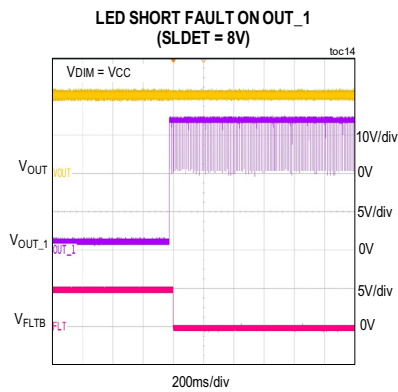 LED SHORT FAULT ON OUT_1
(SLDET = 8V)
toc14
VDIM = VCC
10V/div
VOUT
VOUT
0V
5V/div
VOUT_1
OUT_1
0V
5V/div
VFLTB
FLT
0V
200ms/div